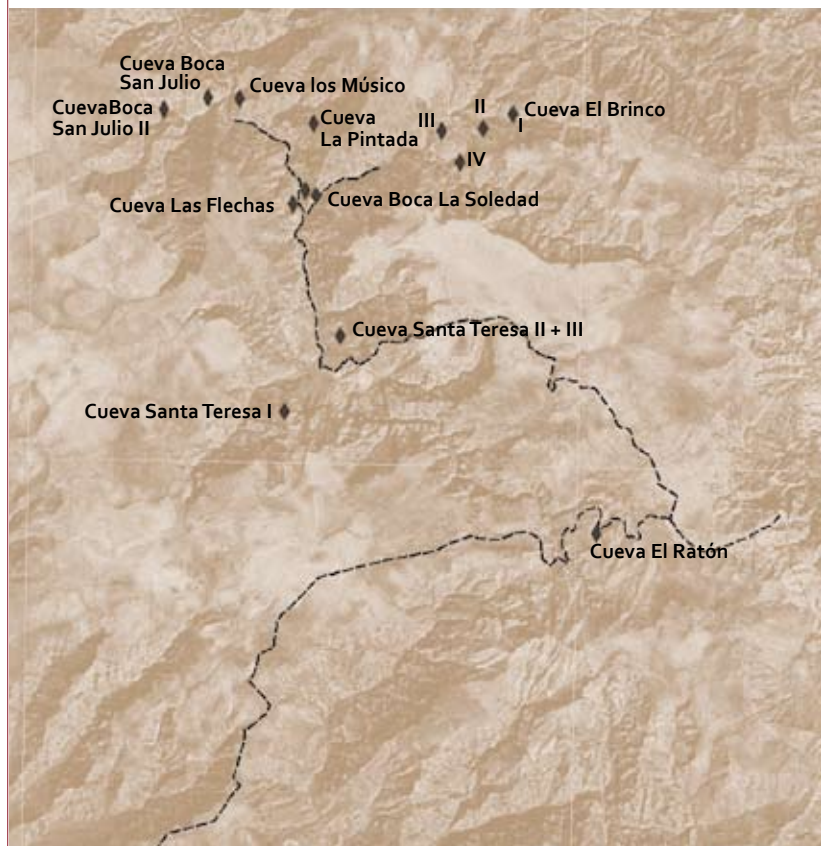 Cueva Boca
San Julio
Cueva los Músico
CuevaBoca
San Julio II
Cueva
La Pintada
III
II
Cueva El Brinco
I
IV
Cueva Las Flechas
Cueva Boca La Soledad
Cueva Santa Teresa II + III
Cueva Santa Teresa I
Cueva El Ratón